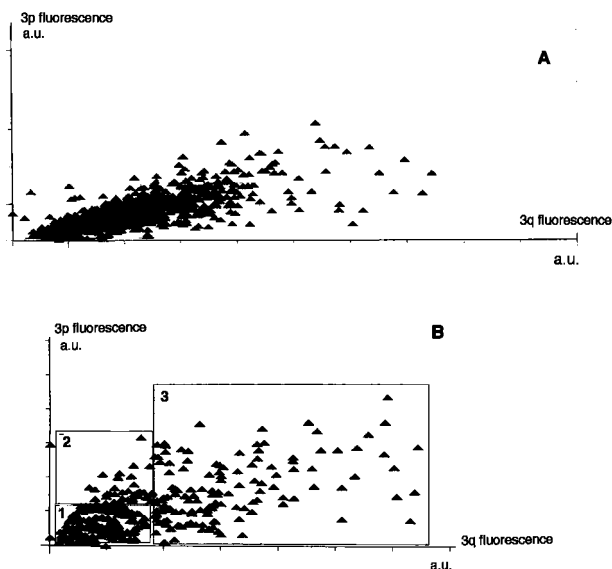 3p fluorescence
a.u.
A
3q fluorescence
a.u.
3p fluorescence
a.u.
B
3
2
1
3q fluorescence
a.u.